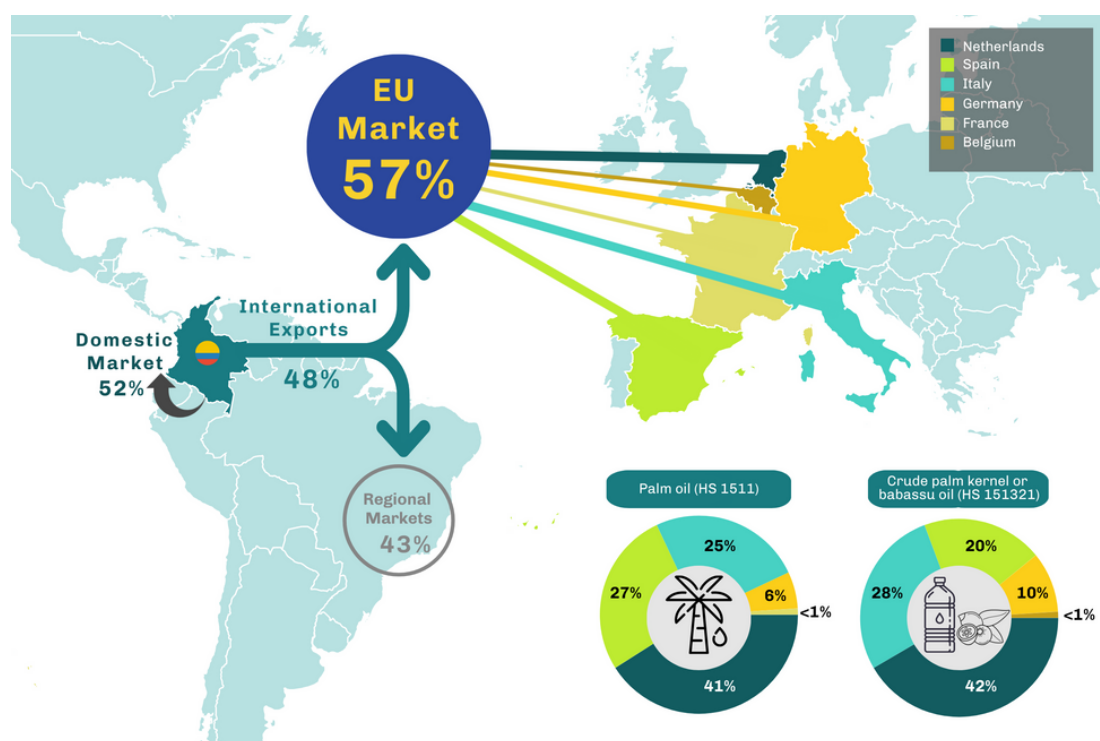 EU
Market
57%
Netherlands
Spain
Italy
Germany
France
Belgium
International
Exports
48%
Domestic
Market
52%
Regional
Markets
43%
Palm oil (HS 1511)
25%
27%
6%
<1%
41%
Crude palm kernel or
babassu oil (HS 151321)
20%
28%
10%
<1%
42%